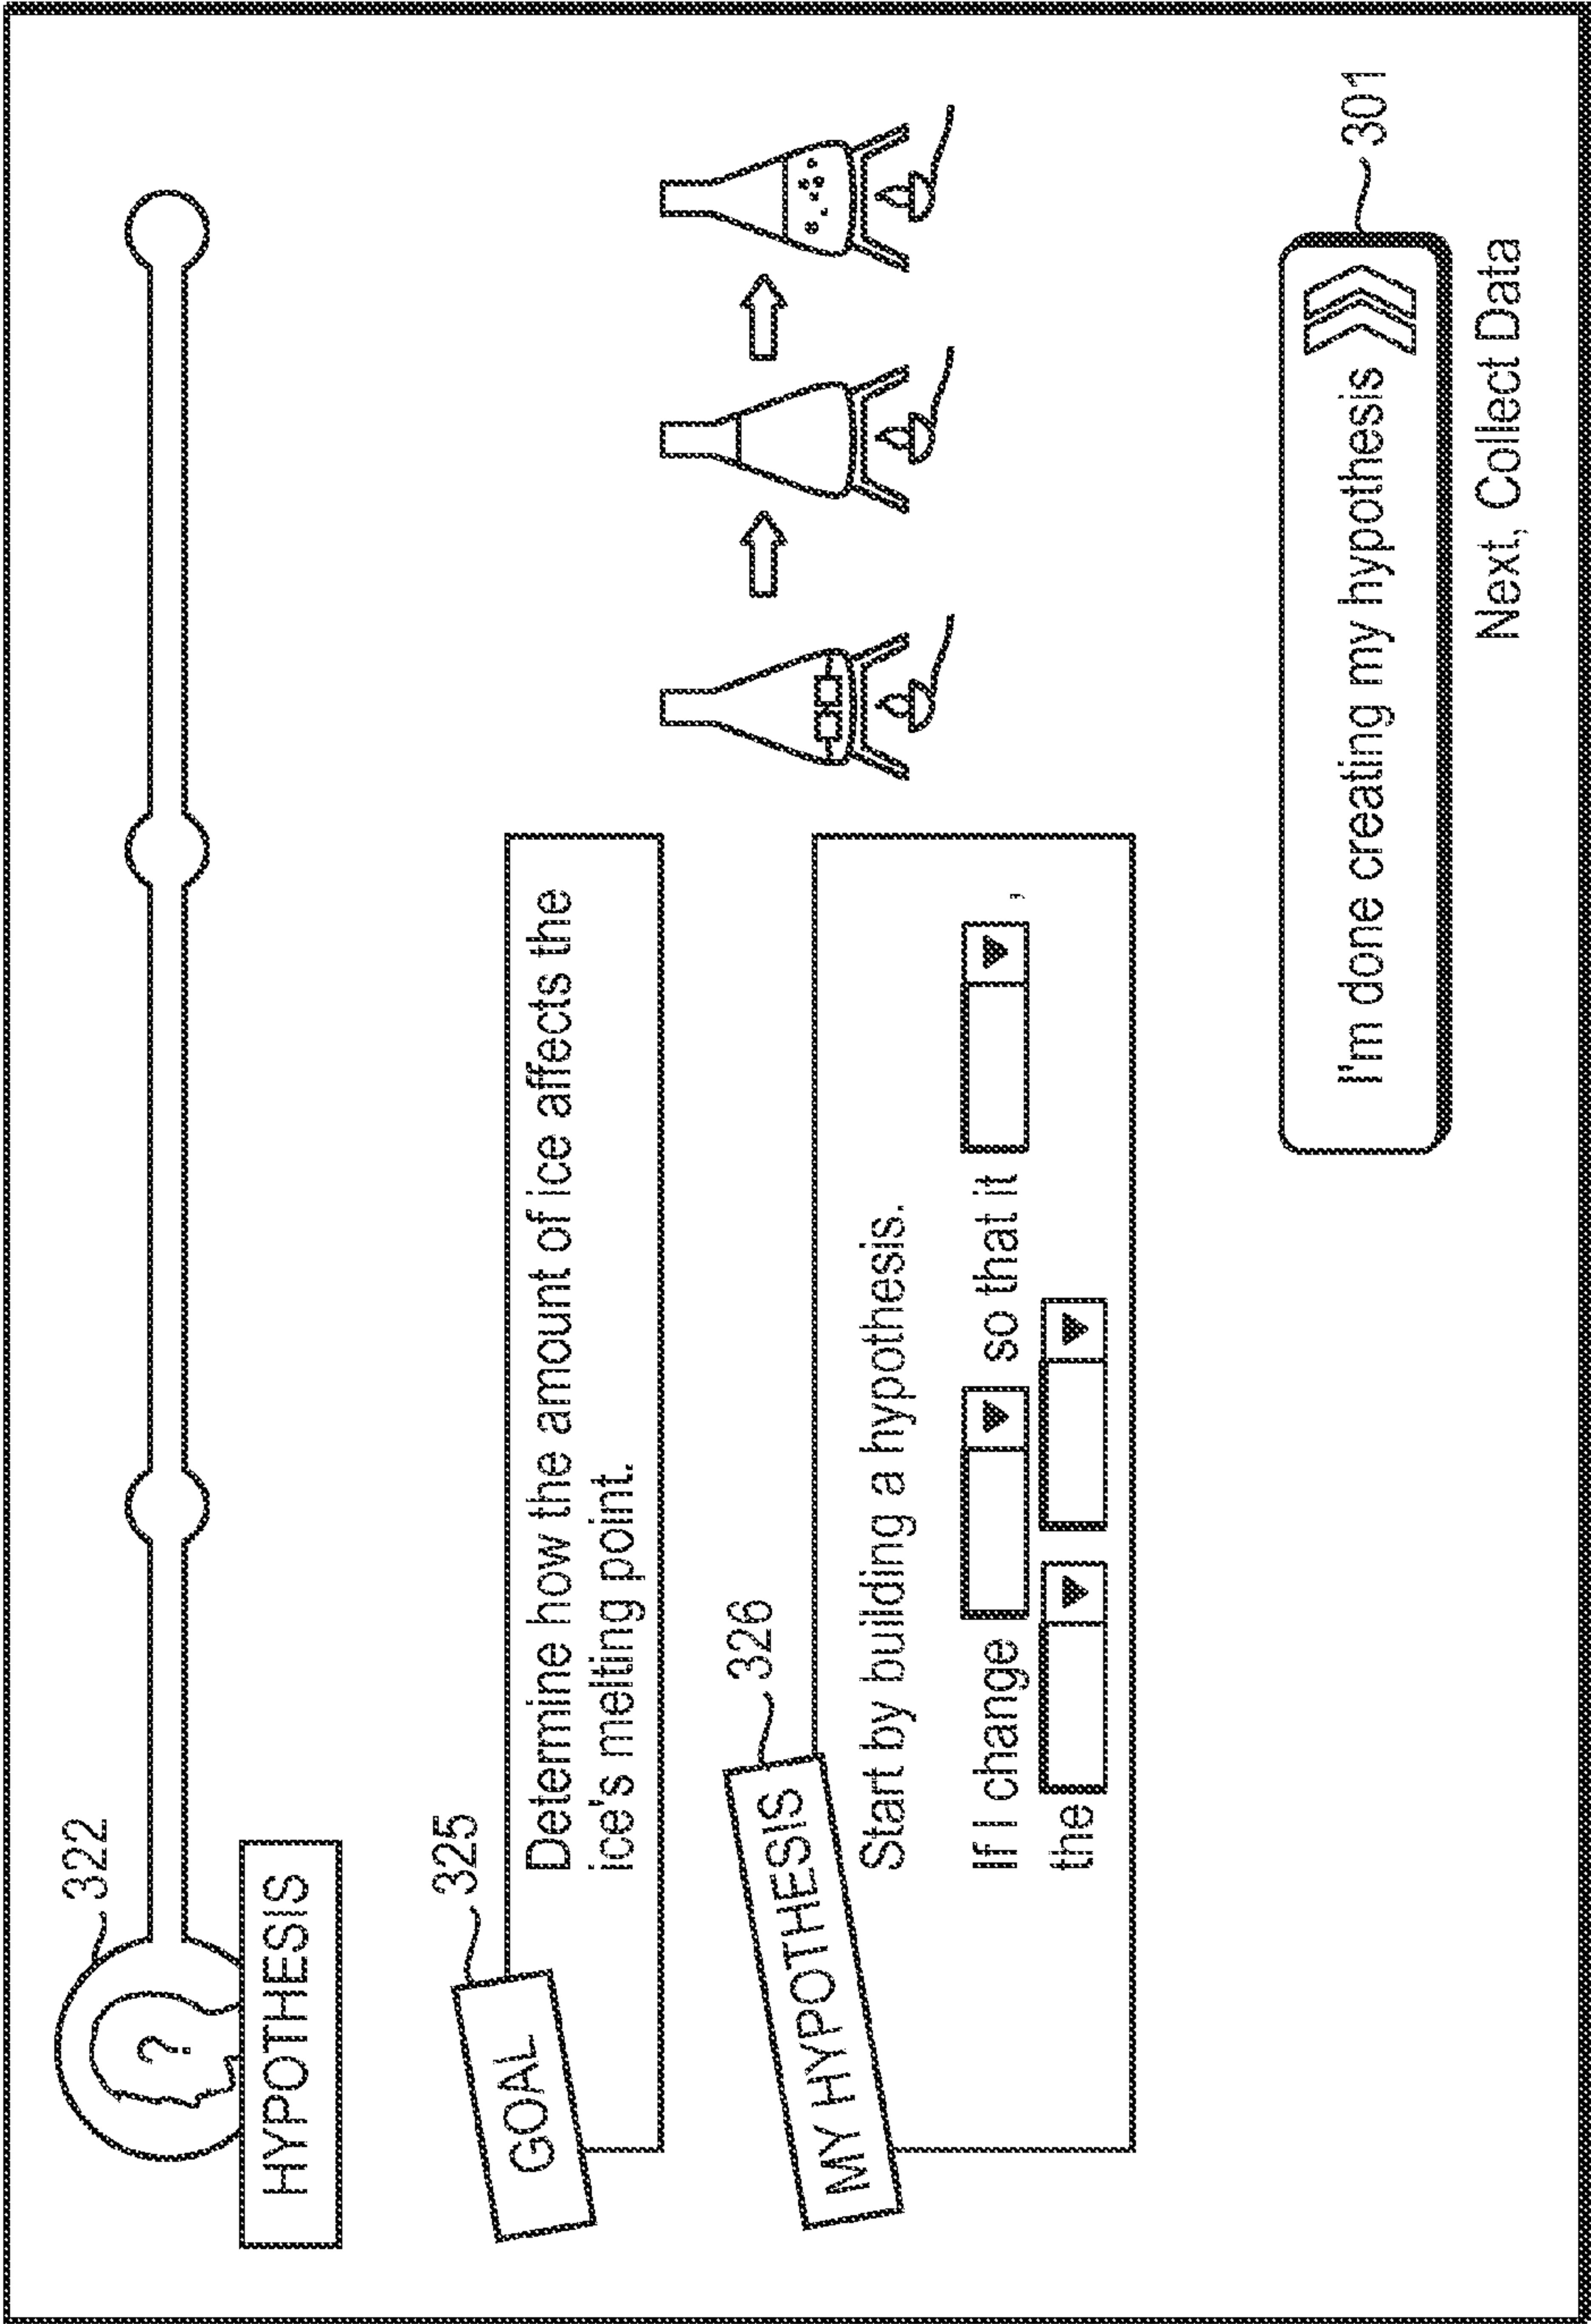 322
?
HYPOTHESIS
325
GOAL
Determine how the amount of ice affects the
ice's melting point.
326
MY HYPOTHESIS
Start by building a hypothesis.
If I change so that it ,
the
I'm done creating my hypothesis
301
Next, Collect Data